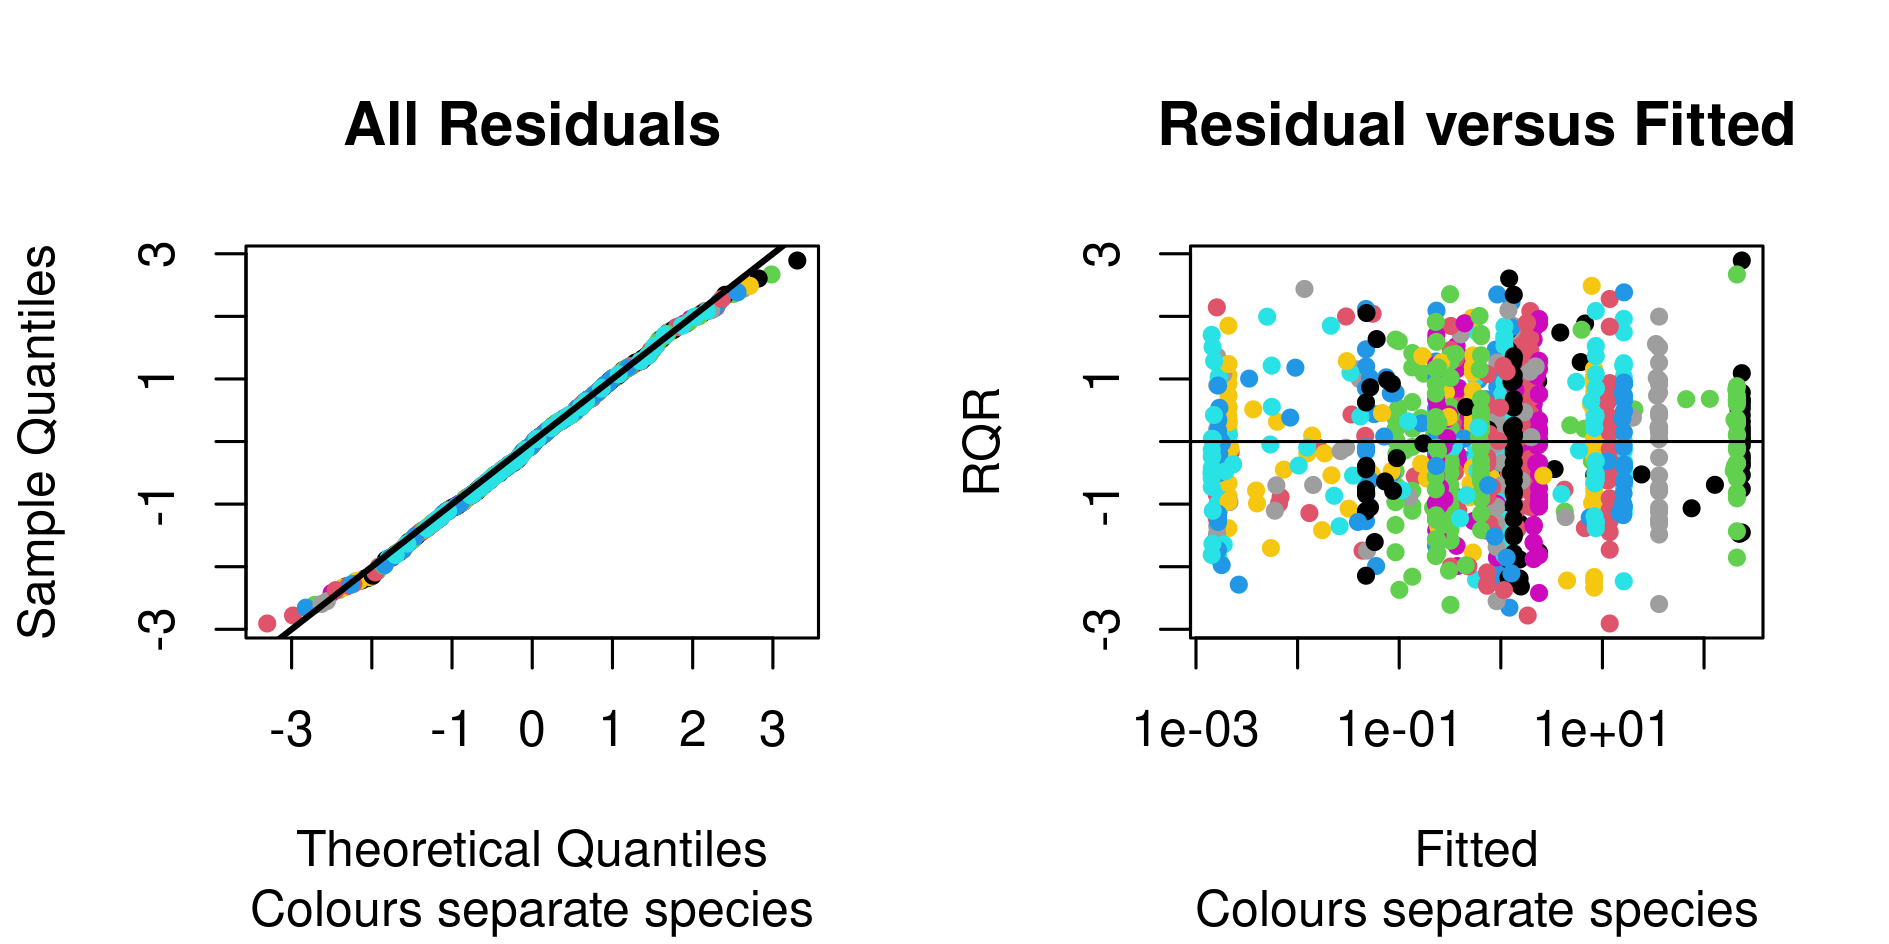 All Residuals
Sample Quantiles
3
1
-1
-3
-3 -1 0 1 2 3
Theoretical Quantiles
Colours separate species
Residual versus Fitted
RQR
3
1
-1
-3
1e-03 1e-01 1e+01
Fitted
Colours separate species